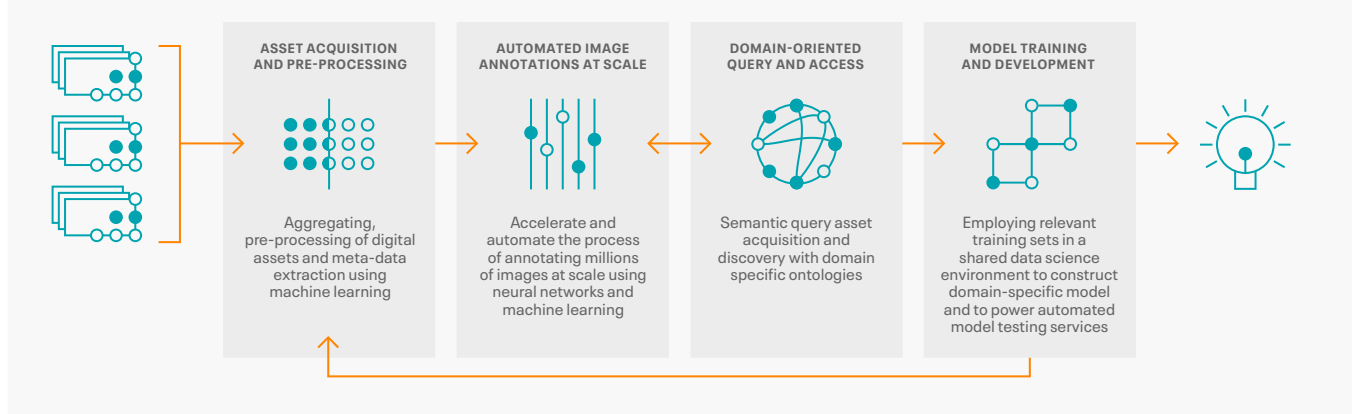 ASSET ACQUISITION
AND PRE-PROCESSING
Aggregating,
pre-processing of digital
assets and meta-data
extraction using
machine learning
AUTOMATED IMAGE
ANNOTATIONS AT SCALE
Accelerate and
automate the process
of annotating millions
of images at scale using
neural networks and
machine learning
DOMAIN-ORIENTED
QUERY AND ACCESS
Semantic query asset
acquisition and
discovery with domain
specific ontologies
MODEL TRAINING
AND DEVELOPMENT
Employing relevant
training sets in a
shared data science
environment to construct
domain-specific model
and to power automated
model testing services